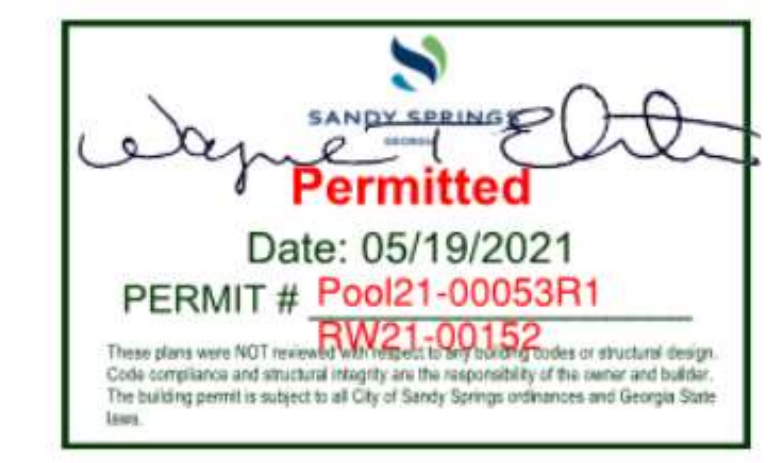 SANDY SPRINGS
GEORGIA
Wayne T
Permitted
Date: 05/19/2021
PERMIT # Pool21-00053R1
RW21-00152
These plans were NOT reviewed with respect to any building codes or structural design.
Code compliance and structural integrity are the responsibility of the owner and builder.
The building permit is subject to all City of Sandy Springs ordinances and Georgia State
laws.